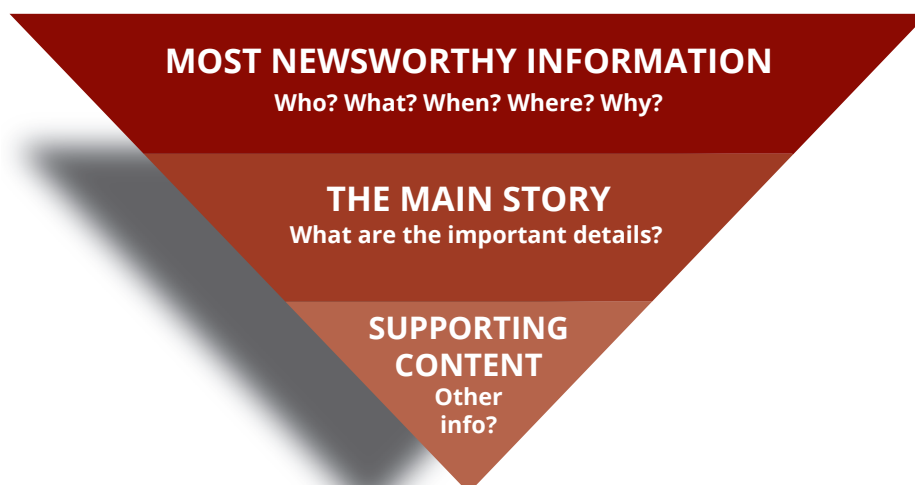 MOST NEWSWORTHY INFORMATION
Who? What? When? Where? Why?
THE MAIN STORY
What are the important details?
SUPPORTING
CONTENT
Other
info?